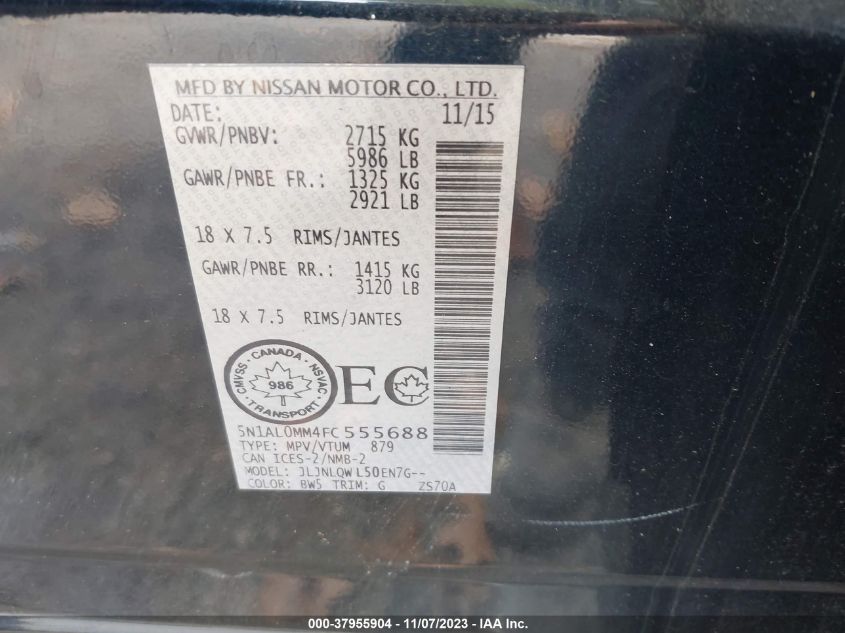 MFD BY NISSAN MOTOR CO., LTD.
DATE: 11/15
GVWR/PNBV: 2715 KG
5986 LB
GAWR/PNBE FR.: 1325 KG
2921 LB
18 X 7.5 RIMS/JANTES
GAWR/PNBE RR.: 1415 KG
3120 LB
18 X 7.5 RIMS/JANTES
CANADA
CMVSS · NSVAC
986
TRANSPORT
EC
5N1AL0MM4FC555688
TYPE: MPV/VTUM 879
CAN ICES-2/NMB-2
MODEL: JLJNLQWL50EN7G--
COLOR: BW5 TRIM: G ZS70A
000-37955904 - 11/07/2023 - IAA Inc.